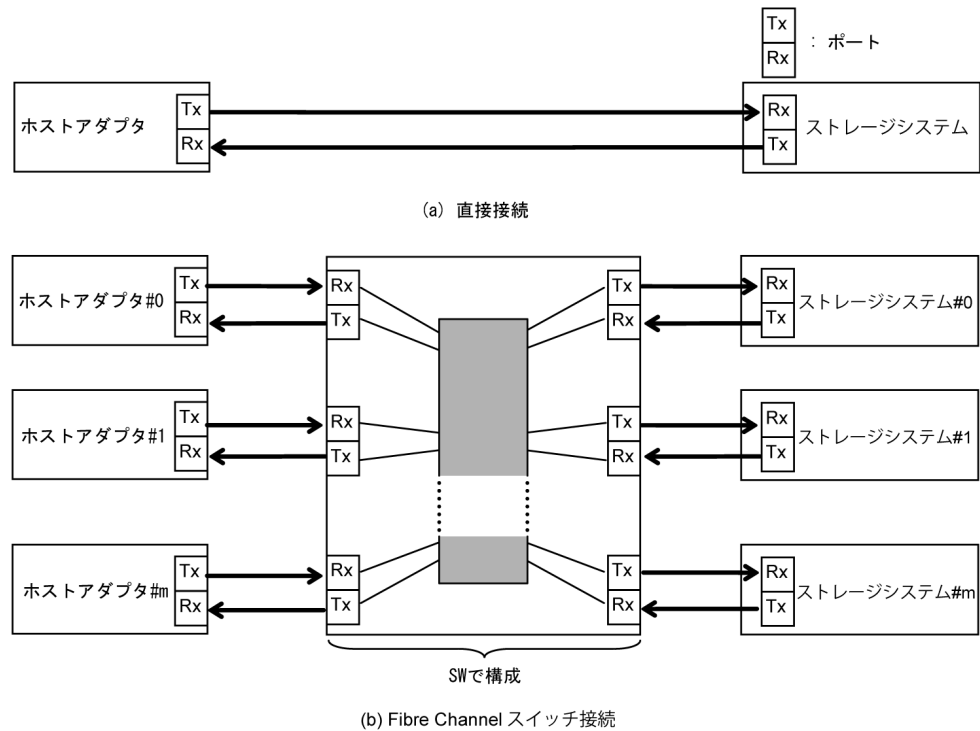 Tx
Rx
: ポート
ホストアダプタ
Tx
Rx
Rx
Tx
ストレージシステム
(a) 直接接続
ホストアダプタ#0
Tx
Rx
Rx
Tx
Tx
Rx
Rx
Tx
ストレージシステム#0
ホストアダプタ#1
Tx
Rx
Rx
Tx
Tx
Rx
Rx
Tx
ストレージシステム#1
ホストアダプタ#m
Tx
Rx
Rx
Tx
Tx
Rx
Rx
Tx
ストレージシステム#m
SWで構成
(b) Fibre Channel スイッチ接続